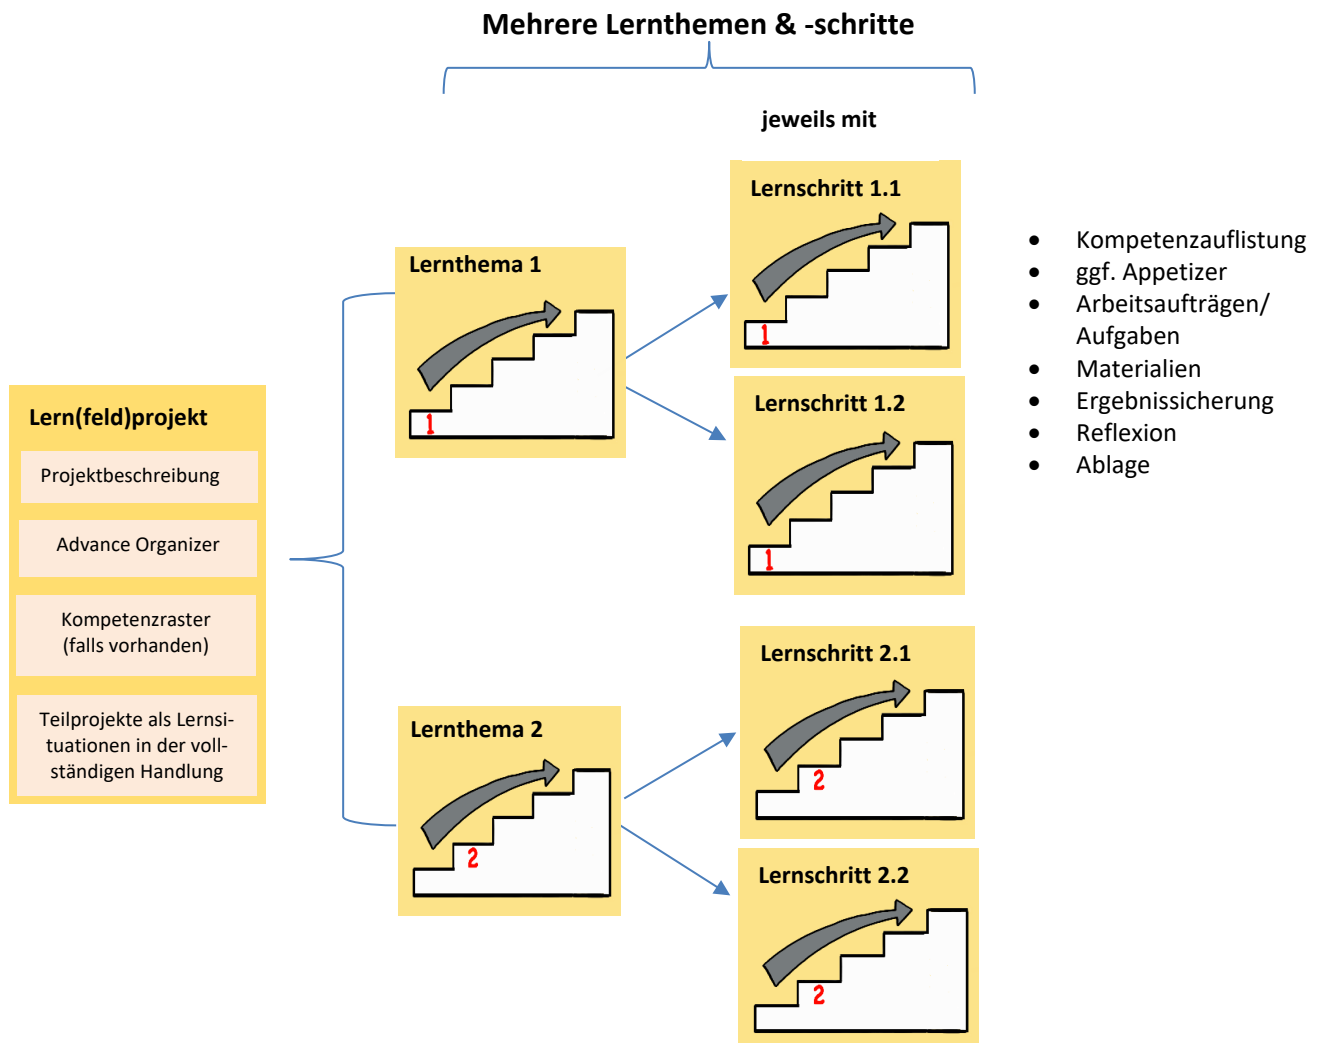 Mehrere Lernthemen & -schritte
jeweils mit
Lern(feld)projekt
Projektbeschreibung
Advance Organizer
Kompetenzraster
(falls vorhanden)
Teilprojekte als Lernsi-
tuationen in der voll-
ständigen Handlung
Lernthema 1
1
Lernthema 2
2
Lernschritt 1.1
1
Lernschritt 1.2
1
Lernschritt 2.1
2
Lernschritt 2.2
2
• Kompetenzauflistung
• ggf. Appetizer
• Arbeitsaufträgen/
Aufgaben
• Materialien
• Ergebnissicherung
• Reflexion
• Ablage